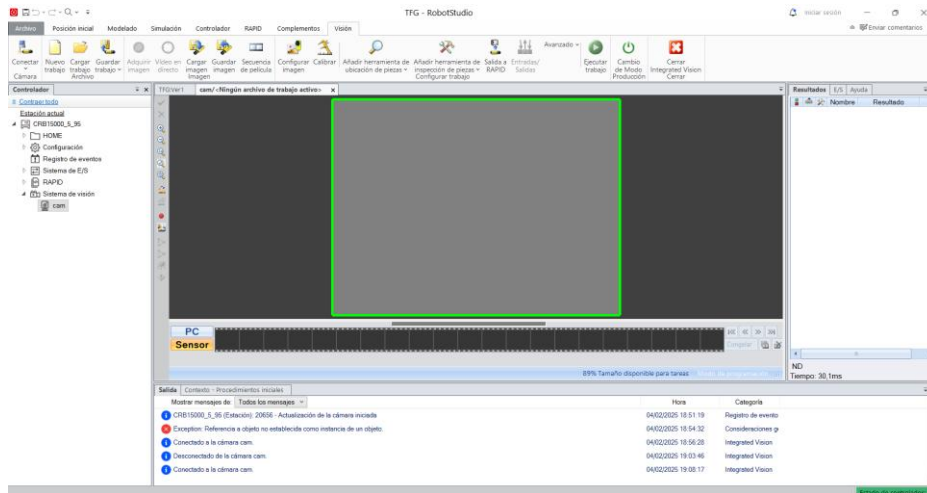 TFG - RobotStudio
Iniciar sesión
Archivo Posición inicial Modelado Simulación Controlador RAPID Complementos Visión
Enviar comentarios
Conectar Nuevo trabajo Cargar trabajo Guardar trabajo Adquirir imagen Vídeo en directo Cargar imagen Guardar imagen Secuencia de película Configurar imagen Calibrar Añadir herramienta de ubicación de piezas Añadir herramienta de inspección de piezas Salida a RAPID Entradas/ Salidas Avanzado Ejecutar trabajo Cambio de Modo Producción Cerrar Integrated Vision
Cámara Archivo Imagen Configurar trabajo Cerrar
Controlador
TFG:Ver1
cam/<Ningún archivo de trabajo activo>
Resultados E/S Ayuda
Contraer todo
Nombre Resultado
Estación actual
CRB15000_5_95
HOME
Configuración
Registro de eventos
Sistema de E/S
RAPID
Sistema de visión
cam
PC
Sensor
89% Tamaño disponible para tareas
ND
Tiempo: 30,1ms
Salida Contexto - Procedimientos iniciales
Mostrar mensajes de: Todos los mensajes Hora Categoría
CRB15000_5_95 (Estación): 20656 - Actualización de la cámara iniciada 04/02/2025 18:51:19 Registro de evento
Exception: Referencia a objeto no establecida como instancia de un objeto. 04/02/2025 18:54:32 Consideraciones g
Conectado a la cámara cam. 04/02/2025 18:56:28 Integrated Vision
Desconectado de la cámara cam. 04/02/2025 19:03:46 Integrated Vision
Conectado a la cámara cam. 04/02/2025 19:08:17 Integrated Vision